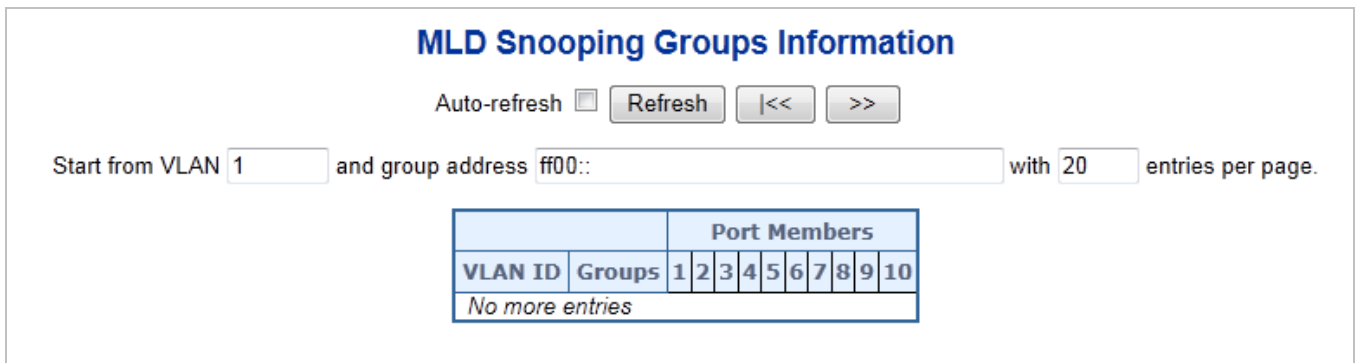 MLD Snooping Groups Information
Auto-refresh Refresh |<< >>
Start from VLAN 1 and group address ff00:: with 20 entries per page.
Port Members
VLAN ID Groups 1 2 3 4 5 6 7 8 9 10
No more entries